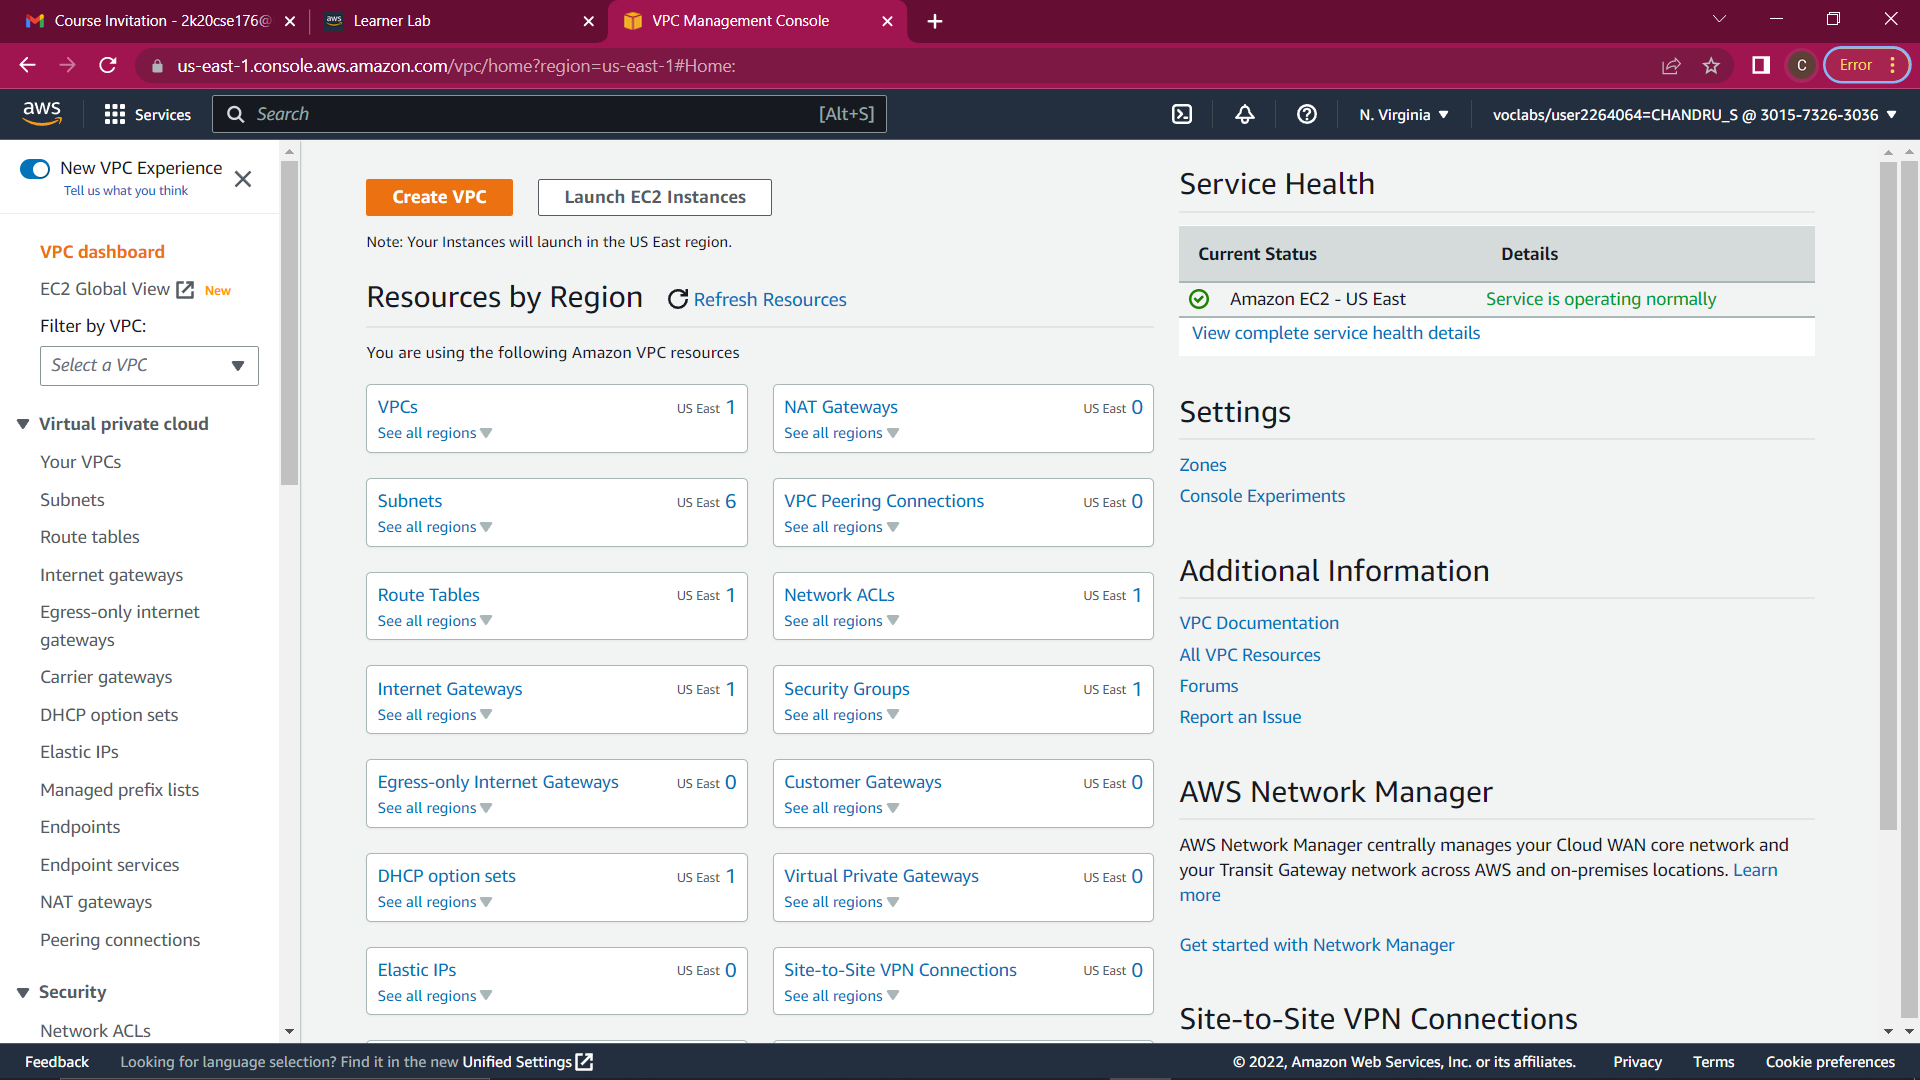 Course Invitation - 2k20cse176@
Learner Lab
VPC Management Console
us-east-1.console.aws.amazon.com/vpc/home?region=us-east-1#Home:
C
Error
aws
Services
Search
[Alt+S]
N. Virginia
voclabs/user2264064=CHANDRU_S @ 3015-7326-3036
New VPC Experience
Tell us what you think
VPC dashboard
EC2 Global View
New
Filter by VPC:
Select a VPC
Virtual private cloud
Your VPCs
Subnets
Route tables
Internet gateways
Egress-only internet
gateways
Carrier gateways
DHCP option sets
Elastic IPs
Managed prefix lists
Endpoints
Endpoint services
NAT gateways
Peering connections
Security
Network ACLs
Create VPC
Launch EC2 Instances
Note: Your Instances will launch in the US East region.
Resources by Region
Refresh Resources
You are using the following Amazon VPC resources
VPCs
US East 1
See all regions
NAT Gateways
US East 0
See all regions
Subnets
US East 6
See all regions
VPC Peering Connections
US East 0
See all regions
Route Tables
US East 1
See all regions
Network ACLs
US East 1
See all regions
Internet Gateways
US East 1
See all regions
Security Groups
US East 1
See all regions
Egress-only Internet Gateways
US East 0
See all regions
Customer Gateways
US East 0
See all regions
DHCP option sets
US East 1
See all regions
Virtual Private Gateways
US East 0
See all regions
Elastic IPs
US East 0
See all regions
Site-to-Site VPN Connections
US East 0
See all regions
Service Health
Current Status
Details
Amazon EC2 - US East
Service is operating normally
View complete service health details
Settings
Zones
Console Experiments
Additional Information
VPC Documentation
All VPC Resources
Forums
Report an Issue
AWS Network Manager
AWS Network Manager centrally manages your Cloud WAN core network and
your Transit Gateway network across AWS and on-premises locations. Learn
more
Get started with Network Manager
Site-to-Site VPN Connections
Feedback
Looking for language selection? Find it in the new Unified Settings
© 2022, Amazon Web Services, Inc. or its affiliates.
Privacy
Terms
Cookie preferences